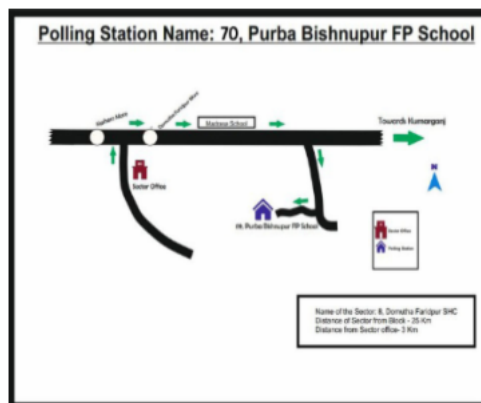 Polling Station Name: 70, Purba Bishnupur FP School
Madrasa School
Towards Kumarganj
N
Sector Office
Purba Bishnupur FP School
Sector Office
Polling Station
Name of the Sector: 8, Domutha Faridpur SHC
Distance of Sector from Block - 25 Km
Distance from Sector office- 3 Km